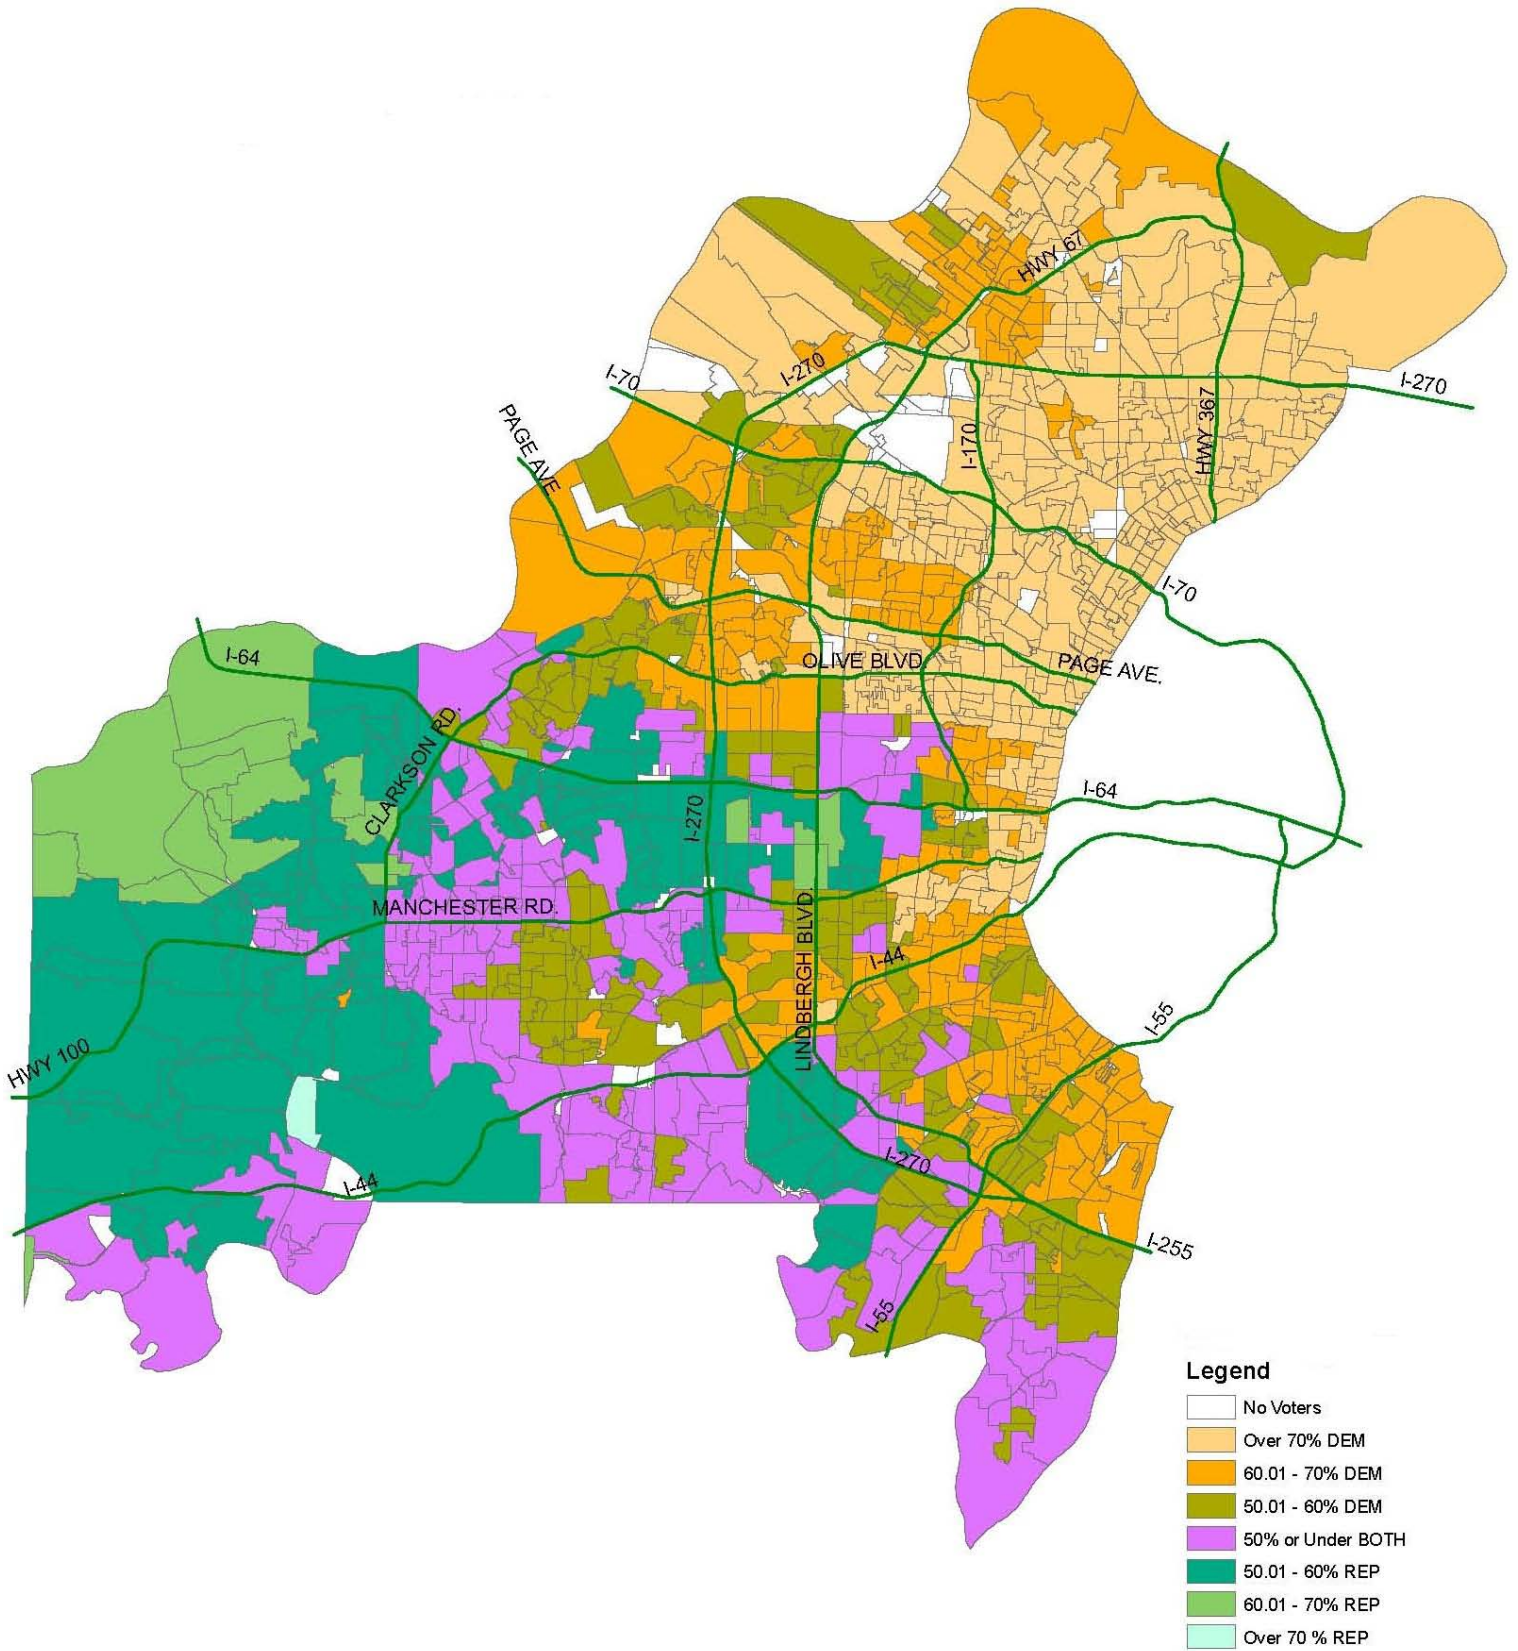 HWY 67
I-270
I-70
I-270
PAGE AVE
HWY 367
I-170
I-70
I-64
OLIVE BLVD
PAGE AVE.
CLARKSON RD.
I-64
I-270
MANCHESTER RD.
LINDBERGH BLVD.
I-44
I-55
HWY 100
I-270
I-44
I-255
I-55
Legend
No Voters
Over 70% DEM
60.01 - 70% DEM
50.01 - 60% DEM
50% or Under BOTH
50.01 - 60% REP
60.01 - 70% REP
Over 70 % REP